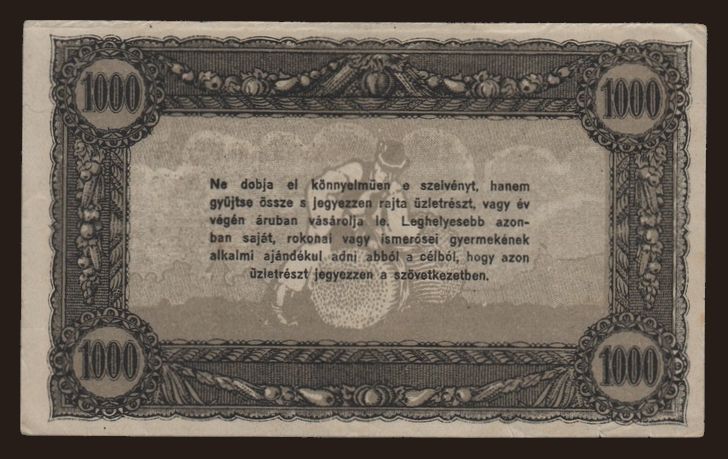 1000 1000
Ne dobja el könnyelmüen e szelvényt, hanem
gyüjtse össze s jegyezzen rajta üzletrészt, vagy év
végén áruban vásárolja le. Leghelyesebb azon-
ban saját, rokonai vagy ismerősei gyermekének
alkalmi ajándékul adni abból a célból, hogy azon
üzletrészt jegyezzen a szövetkezetben.
1000 1000